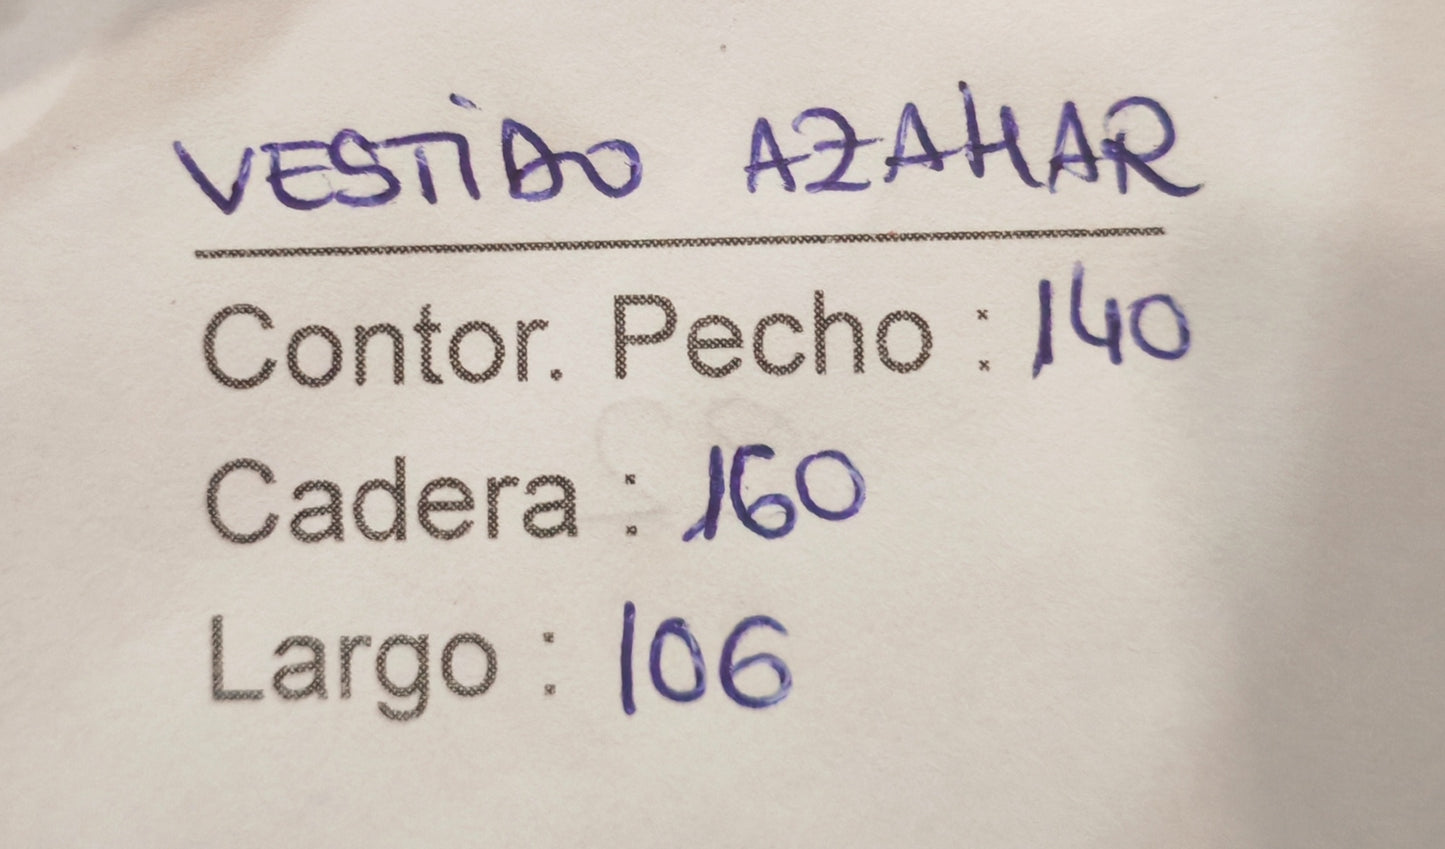 VESTIDO AZAHAR
Contor. Pecho : 140
Cadera : 160
Largo : 106